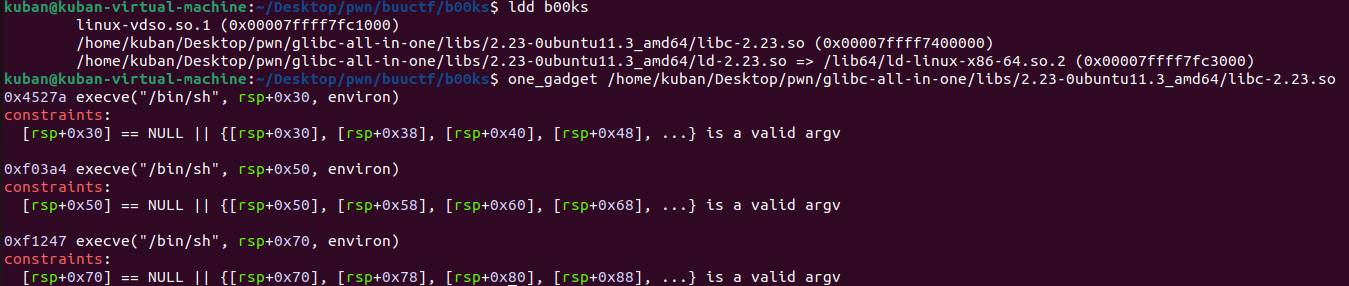 kuban@kuban-virtual-machine:~/Desktop/pwn/buuctf/b00ks$ ldd b00ks
linux-vdso.so.1 (0x00007ffff7fc1000)
/home/kuban/Desktop/pwn/glibc-all-in-one/libs/2.23-0ubuntu11.3_amd64/libc-2.23.so (0x00007ffff7400000)
/home/kuban/Desktop/pwn/glibc-all-in-one/libs/2.23-0ubuntu11.3_amd64/ld-2.23.so => /lib64/ld-linux-x86-64.so.2 (0x00007ffff7fc3000)
kuban@kuban-virtual-machine:~/Desktop/pwn/buuctf/b00ks$ one_gadget /home/kuban/Desktop/pwn/glibc-all-in-one/libs/2.23-0ubuntu11.3_amd64/libc-2.23.so
0x4527a execve("/bin/sh", rsp+0x30, environ)
constraints:
[rsp+0x30] == NULL || {[rsp+0x30], [rsp+0x38], [rsp+0x40], [rsp+0x48], ...} is a valid argv
0xf03a4 execve("/bin/sh", rsp+0x50, environ)
constraints:
[rsp+0x50] == NULL || {[rsp+0x50], [rsp+0x58], [rsp+0x60], [rsp+0x68], ...} is a valid argv
0xf1247 execve("/bin/sh", rsp+0x70, environ)
constraints:
[rsp+0x70] == NULL || {[rsp+0x70], [rsp+0x78], [rsp+0x80], [rsp+0x88], ...} is a valid argv